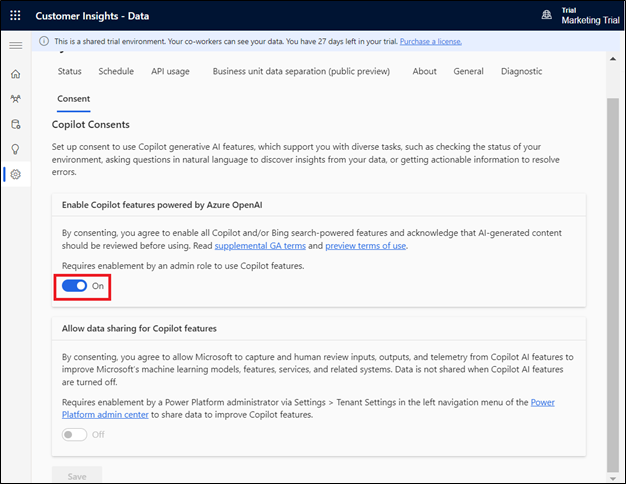 Customer Insights - Data
Trial
Marketing Trial
This is a shared trial environment. Your co-workers can see your data. You have 27 days left in your trial. Purchase a license.
Status Schedule API usage Business unit data separation (public preview) About General Diagnostic
Consent
Copilot Consents
Set up consent to use Copilot generative AI features, which support you with diverse tasks, such as checking the status of your
environment, asking questions in natural language to discover insights from your data, or getting actionable information to resolve
errors.
Enable Copilot features powered by Azure OpenAI
By consenting, you agree to enable all Copilot and/or Bing search-powered features and acknowledge that AI-generated content
should be reviewed before using. Read supplemental GA terms and preview terms of use.
Requires enablement by an admin role to use Copilot features.
On
Allow data sharing for Copilot features
By consenting, you agree to allow Microsoft to capture and human review inputs, outputs, and telemetry from Copilot AI features to
improve Microsoft's machine learning models, features, services, and related systems. Data is not shared when Copilot AI features
are turned off.
Requires enablement by a Power Platform administrator via Settings > Tenant Settings in the left navigation menu of the Power
Platform admin center to share data to improve Copilot features.
Off
Save